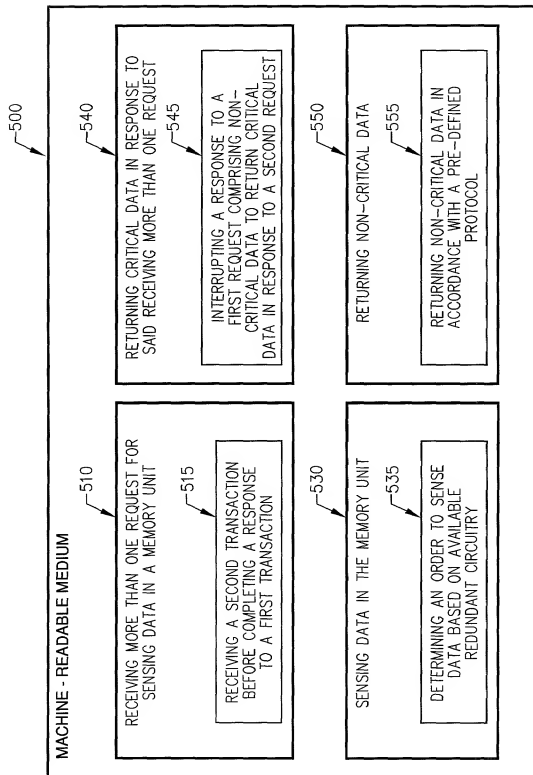 500
MACHINE - READABLE MEDIUM
510
RECEIVING MORE THAN ONE REQUEST FOR
SENSING DATA IN A MEMORY UNIT
515
RECEIVING A SECOND TRANSACTION
BEFORE COMPLETING A RESPONSE
TO A FIRST TRANSACTION
540
RETURNING CRITICAL DATA IN RESPONSE TO
SAID RECEIVING MORE THAN ONE REQUEST
545
INTERRUPTING A RESPONSE TO A
FIRST REQUEST COMPRISING NON-
CRITICAL DATA TO RETURN CRITICAL
DATA IN RESPONSE TO A SECOND REQUEST
530
SENSING DATA IN THE MEMORY UNIT
535
DETERMINING AN ORDER TO SENSE
DATA BASED ON AVAILABLE
REDUNDANT CIRCUITRY
550
RETURNING NON-CRITICAL DATA
555
RETURNING NON-CRITICAL DATA IN
ACCORDANCE WITH A PRE-DEFINED
PROTOCOL